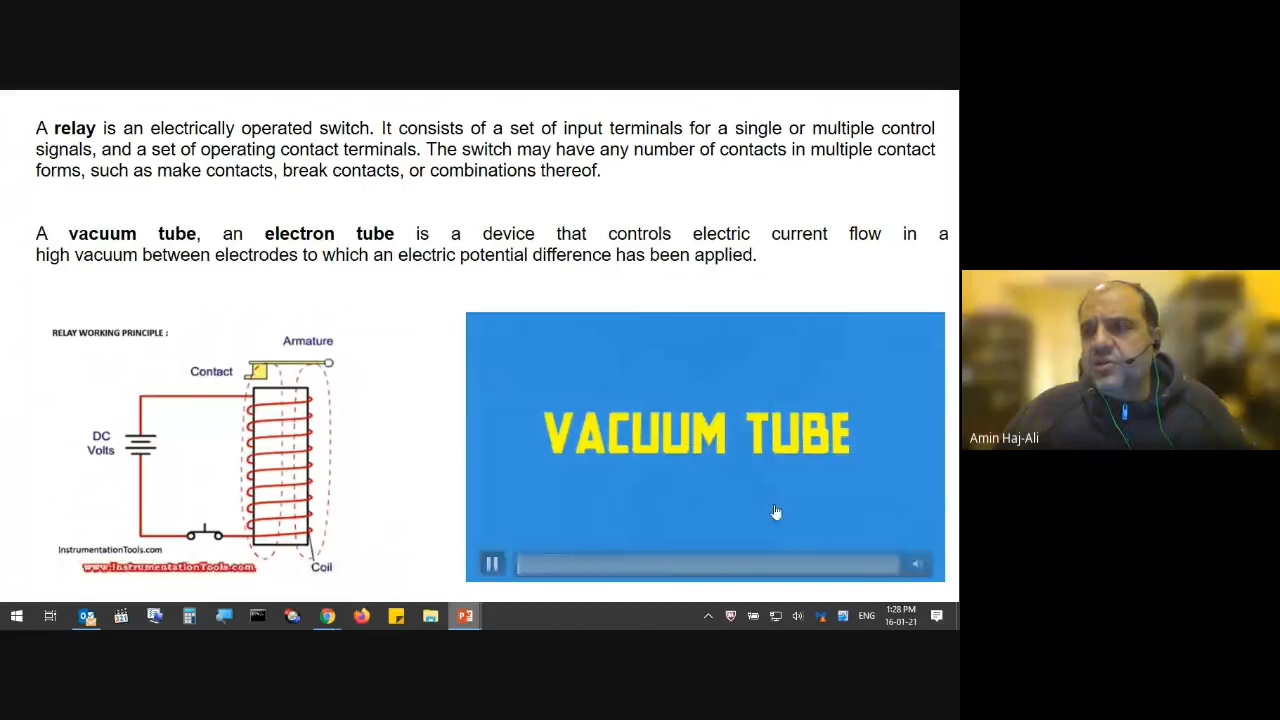 A relay is an electrically operated switch. It consists of a set of input terminals for a single or multiple control
signals, and a set of operating contact terminals. The switch may have any number of contacts in multiple contact
forms, such as make contacts, break contacts, or combinations thereof.
A vacuum tube, an electron tube is a device that controls electric current flow in a
high vacuum between electrodes to which an electric potential difference has been applied.
RELAY WORKING PRINCIPLE :
Armature
Contact
DC
Volts
InstrumentationTools.com
www.InstrumentationTools.com
Coil
VACUUM TUBE
Amin Haj-Ali
ENG
1:28 PM
16-01-21